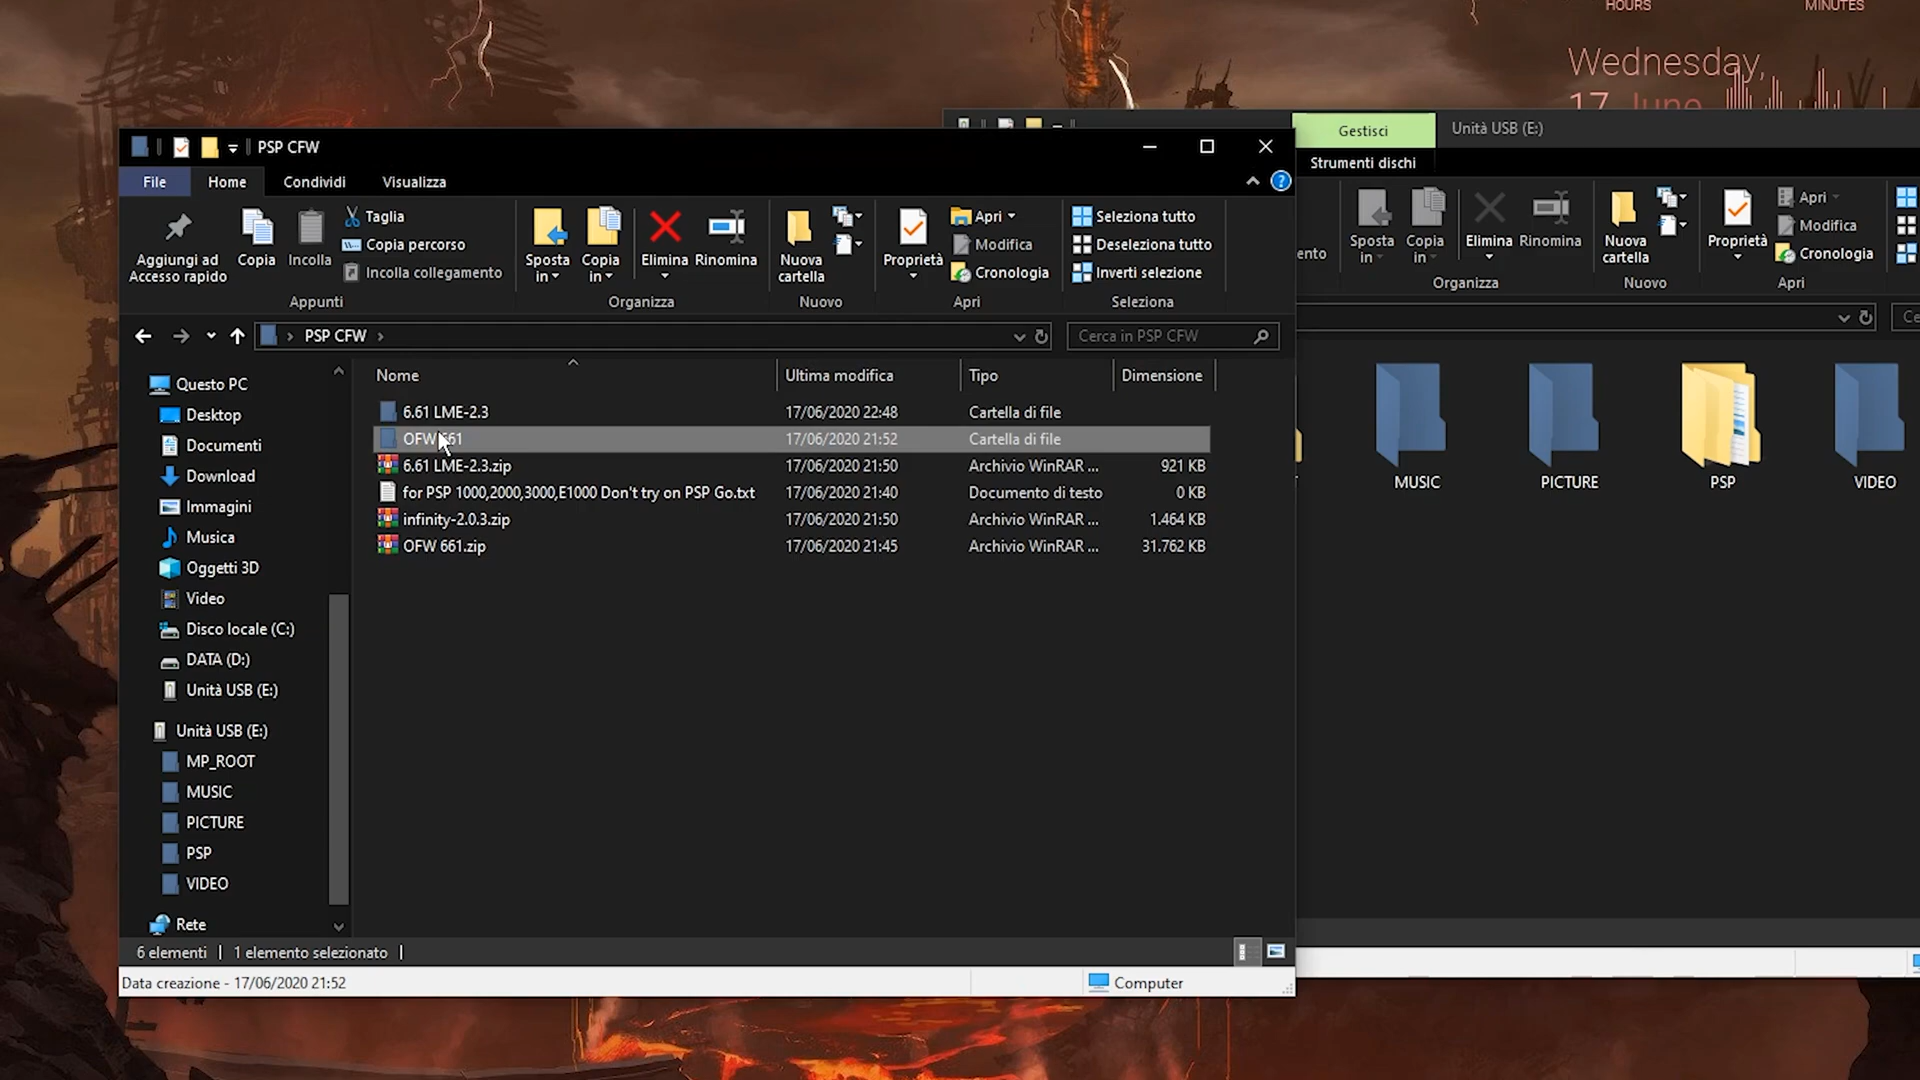 HOURS
MINUTES
Wednesday,
17 June
PSP CFW
Gestisci
Unità USB (E:)
File
Home
Condividi
Visualizza
Strumenti dischi
Aggiungi ad
Accesso rapido
Copia
Incolla
Taglia
Copia percorso
Incolla collegamento
Appunti
Sposta
in
Copia
in
Elimina
Rinomina
Organizza
Nuova
cartella
Nuovo
Proprietà
Apri
Modifica
Cronologia
Apri
Seleziona tutto
Deseleziona tutto
Inverti selezione
Seleziona
ento
Sposta
in
Copia
in
Elimina
Rinomina
Organizza
Nuova
cartella
Nuovo
Proprietà
Apri
Modifica
Cronologia
Apri
PSP CFW
Cerca in PSP CFW
Ce
Questo PC
Desktop
Documenti
Download
Immagini
Musica
Oggetti 3D
Video
Disco locale (C:)
DATA (D:)
Unità USB (E:)
Unità USB (E:)
MP_ROOT
MUSIC
PICTURE
PSP
VIDEO
Rete
Nome Ultima modifica Tipo Dimensione
6.61 LME-2.3 17/06/2020 22:48 Cartella di file
OFW 661 17/06/2020 21:52 Cartella di file
6.61 LME-2.3.zip 17/06/2020 21:50 Archivio WinRAR ... 921 KB
for PSP 1000,2000,3000,E1000 Don't try on PSP Go.txt 17/06/2020 21:40 Documento di testo 0 KB
infinity-2.0.3.zip 17/06/2020 21:50 Archivio WinRAR ... 1.464 KB
OFW 661.zip 17/06/2020 21:45 Archivio WinRAR ... 31.762 KB
MUSIC
PICTURE
PSP
VIDEO
6 elementi
1 elemento selezionato
Data creazione - 17/06/2020 21:52
Computer